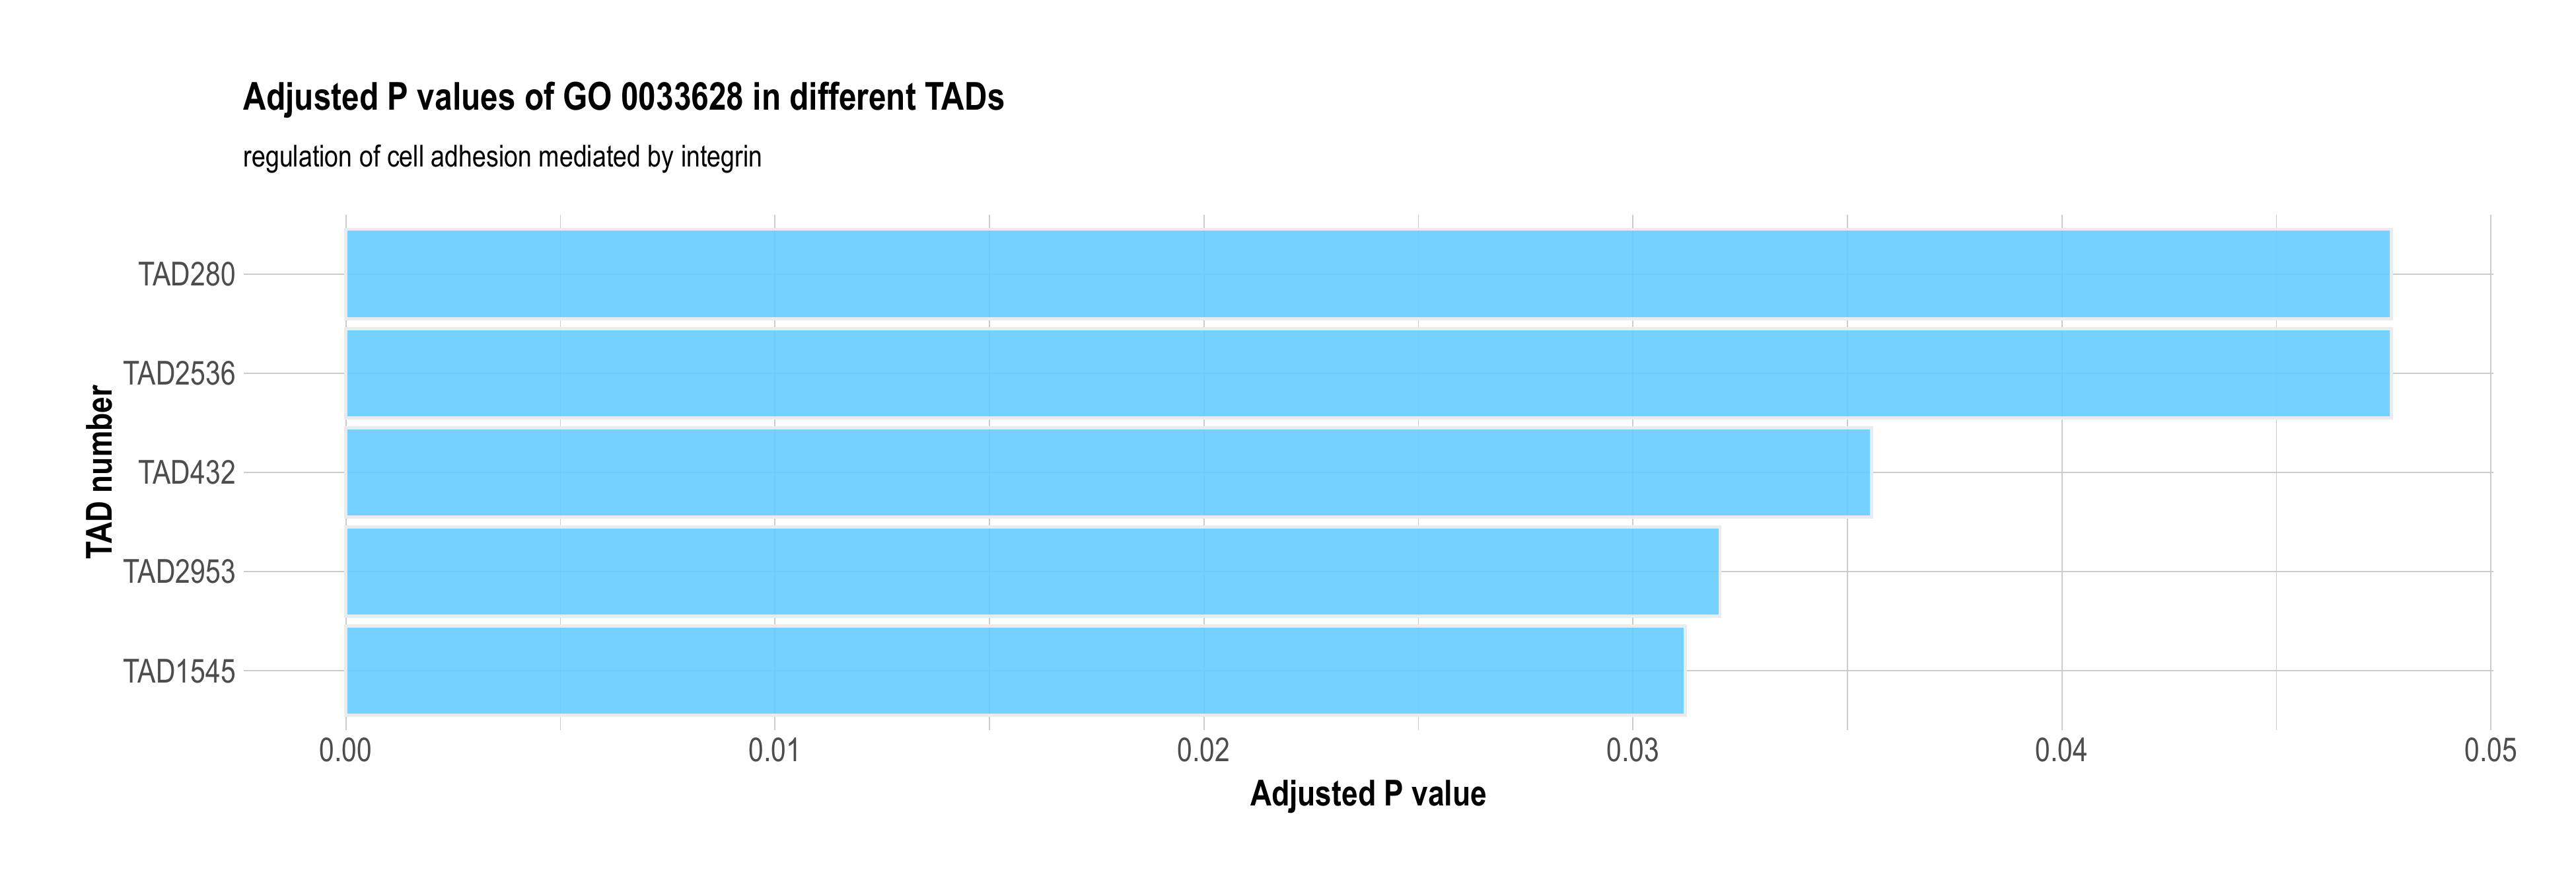 Adjusted P values of GO 0033628 in different TADs
regulation of cell adhesion mediated by integrin
TAD number
TAD280
TAD2536
TAD432
TAD2953
TAD1545
0.00 0.01 0.02 0.03 0.04 0.05
Adjusted P value